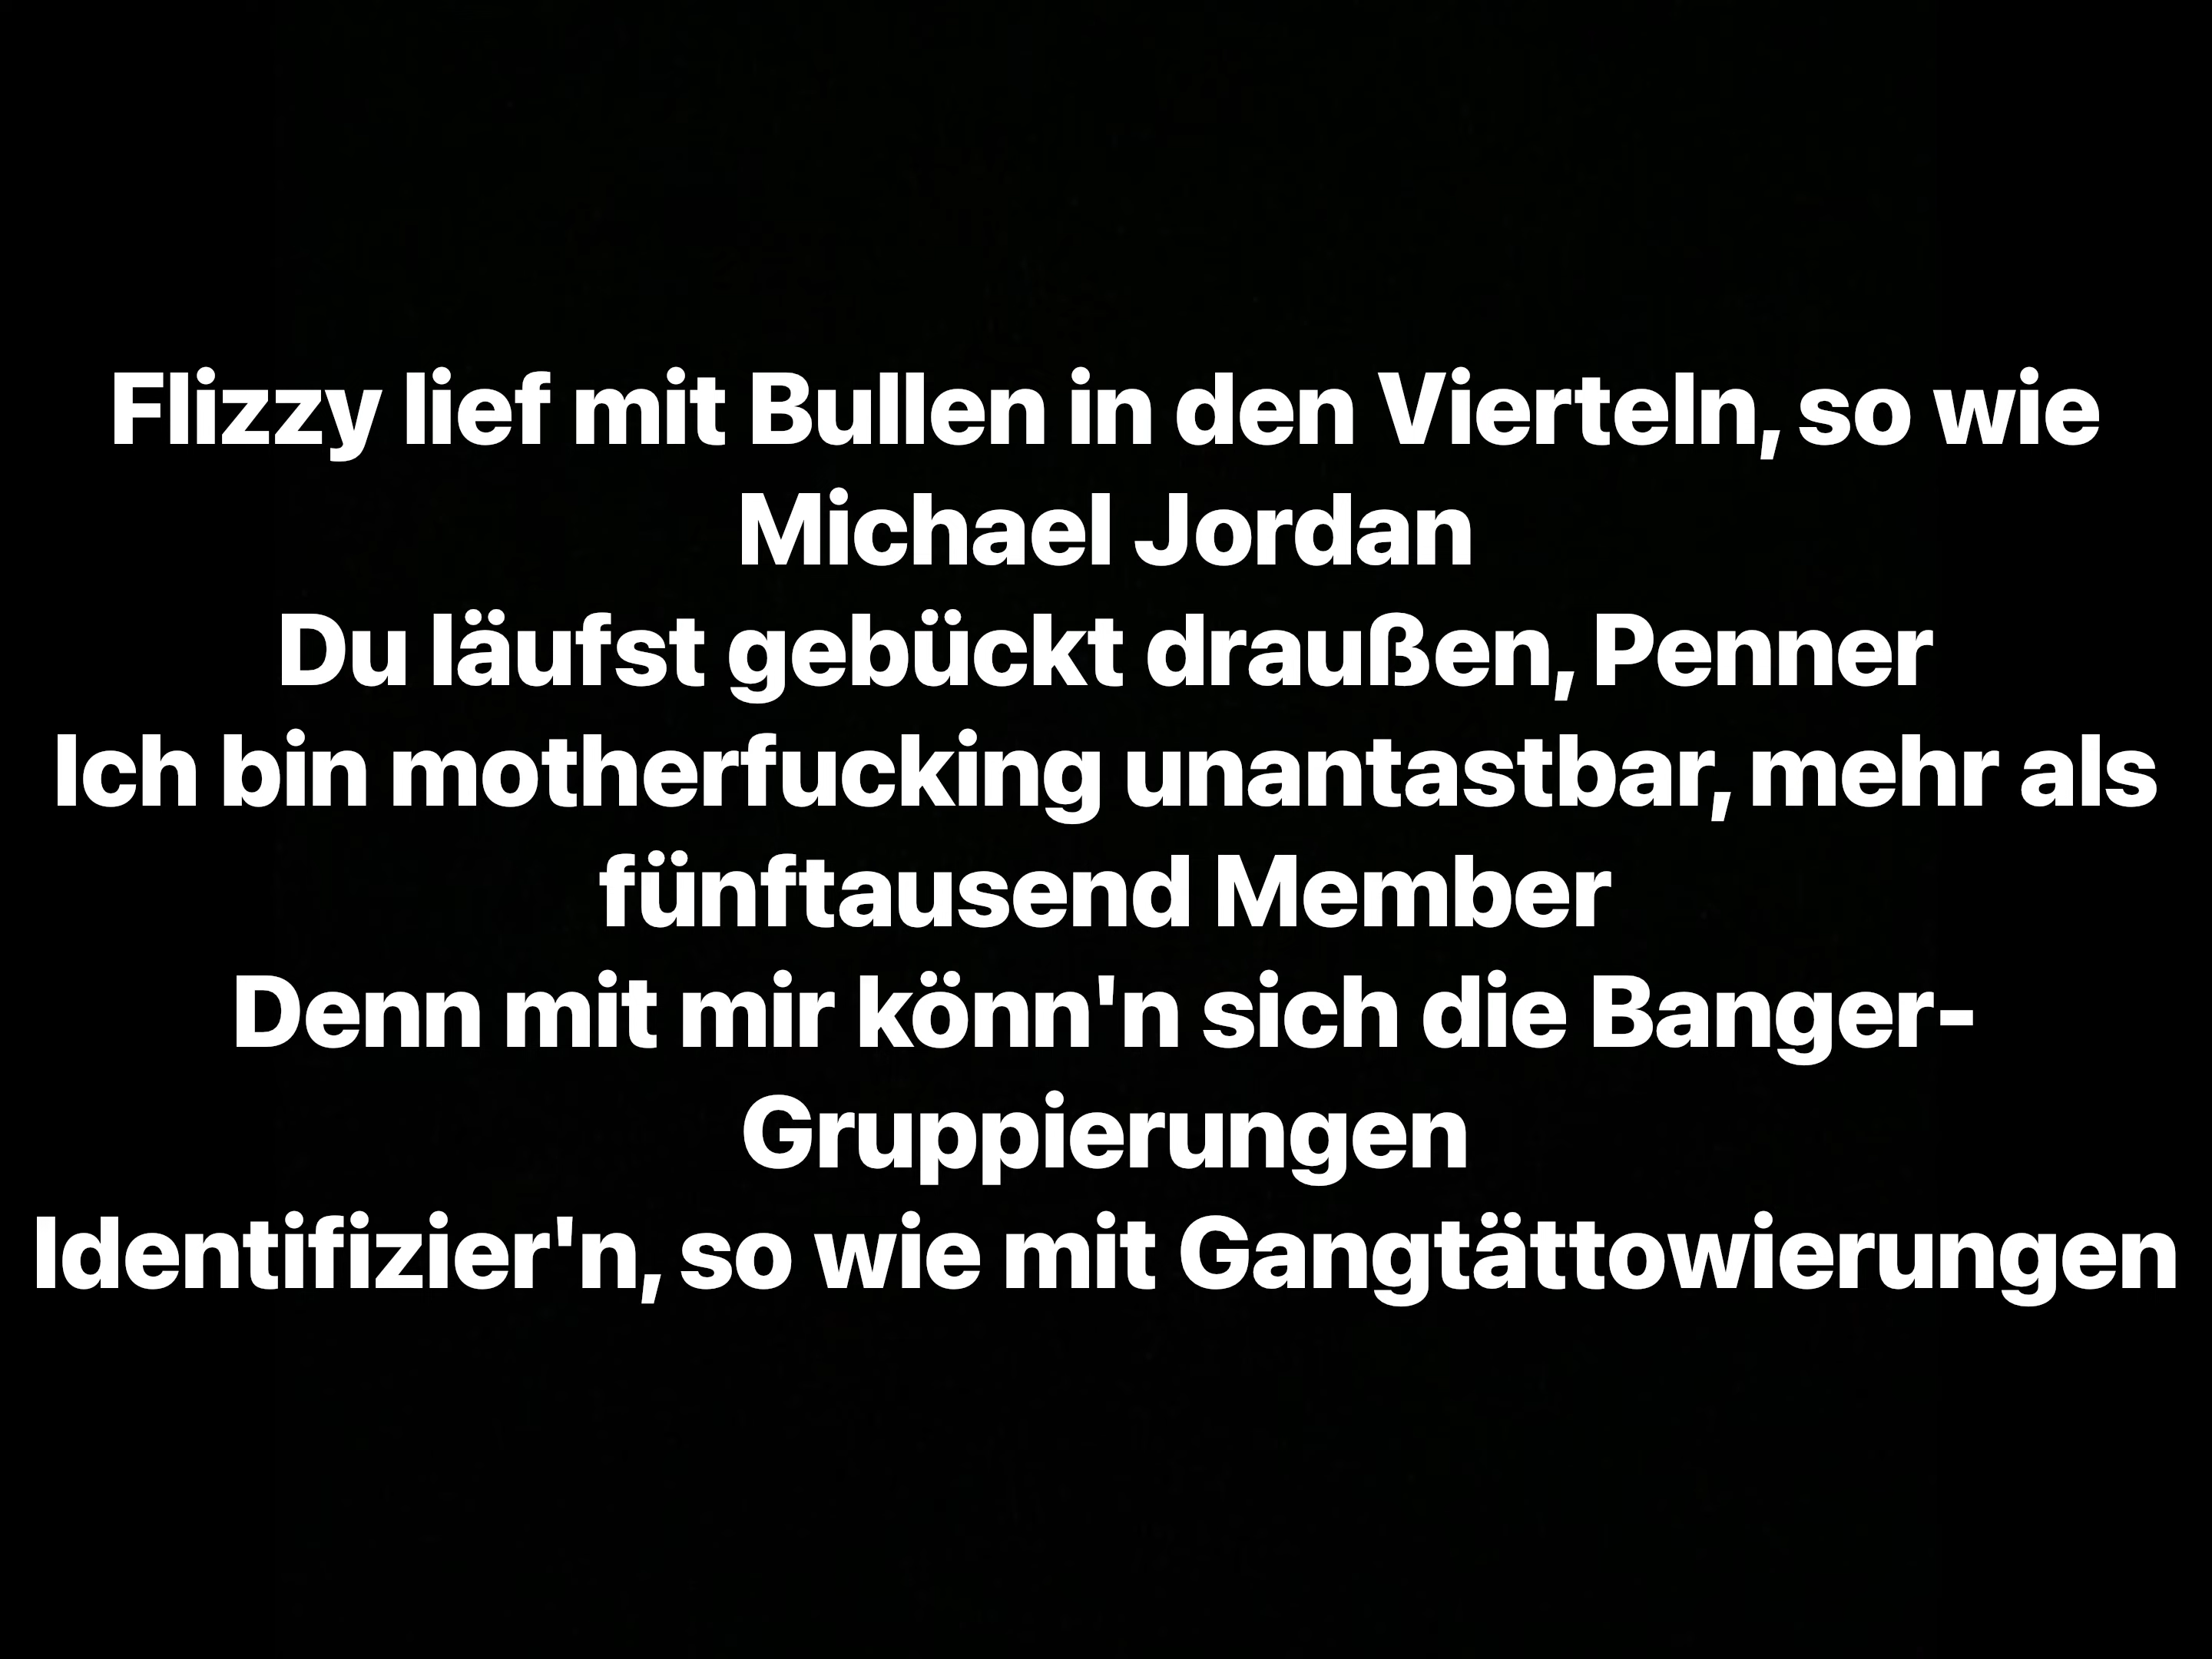 Flizzy lief mit Bullen in den Vierteln, so wie
Michael Jordan
Du läufst gebückt draußen, Penner
Ich bin motherfucking unantastbar, mehr als
fünftausend Member
Denn mit mir könn'n sich die Banger-
Gruppierungen
Identifizier'n, so wie mit Gangtättowierungen